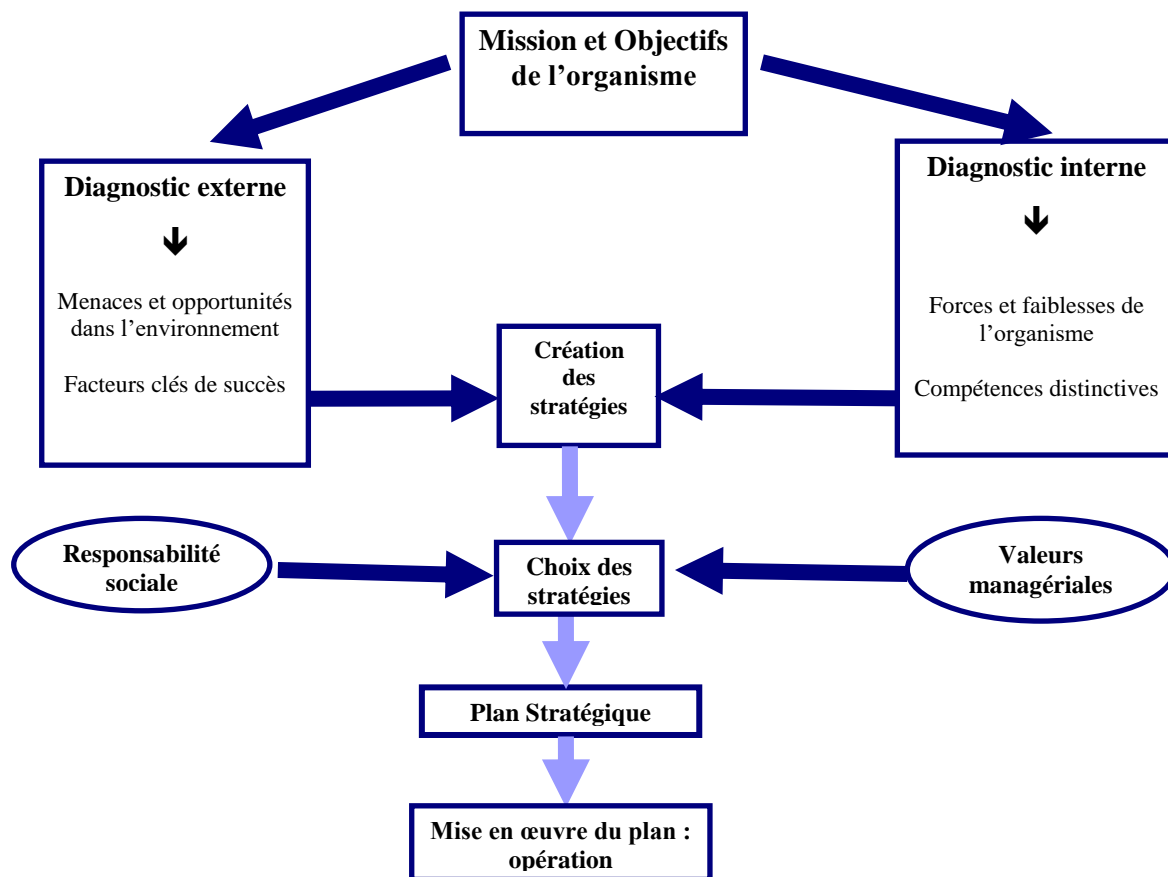 Mission et Objectifs
de l’organisme
Diagnostic externe
Menaces et opportunités
dans l’environnement
Facteurs clés de succès
Diagnostic interne
Forces et faiblesses de
l’organisme
Compétences distinctives
Création
des
stratégies
Responsabilité
sociale
Choix des
stratégies
Valeurs
managériales
Plan Stratégique
Mise en œuvre du plan :
opération